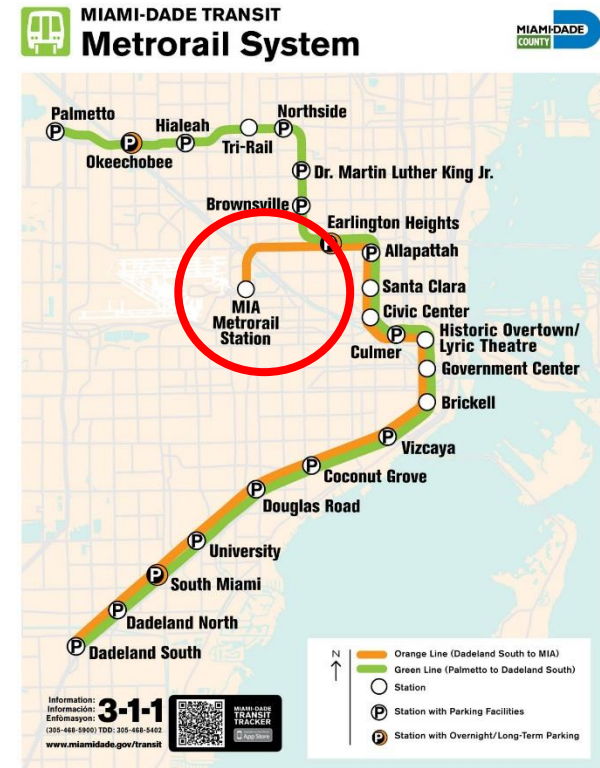 MIAMI-DADE TRANSIT
Metrorail System
MIAMI-DADE
COUNTY
Palmetto
Okeechobee
Hialeah
Tri-Rail
Northside
Dr. Martin Luther King Jr.
Brownsville
Earlington Heights
Allapattah
MIA
Metrorail
Station
Santa Clara
Civic Center
Culmer
Historic Overtown/
Lyric Theatre
Government Center
Brickell
Vizcaya
Coconut Grove
Douglas Road
University
South Miami
Dadeland North
Dadeland South
N
Orange Line (Dadeland South to MIA)
Green Line (Palmetto to Dadeland South)
Station
P Station with Parking Facilities
P Station with Overnight/Long-Term Parking
Information:
Información:
Enfòmasyon:
3-1-1
(305-468-5900) TDD: 305-468-5402
www.miamidade.gov/transit
MIAMI-DADE
TRANSIT
TRACKER
App Store